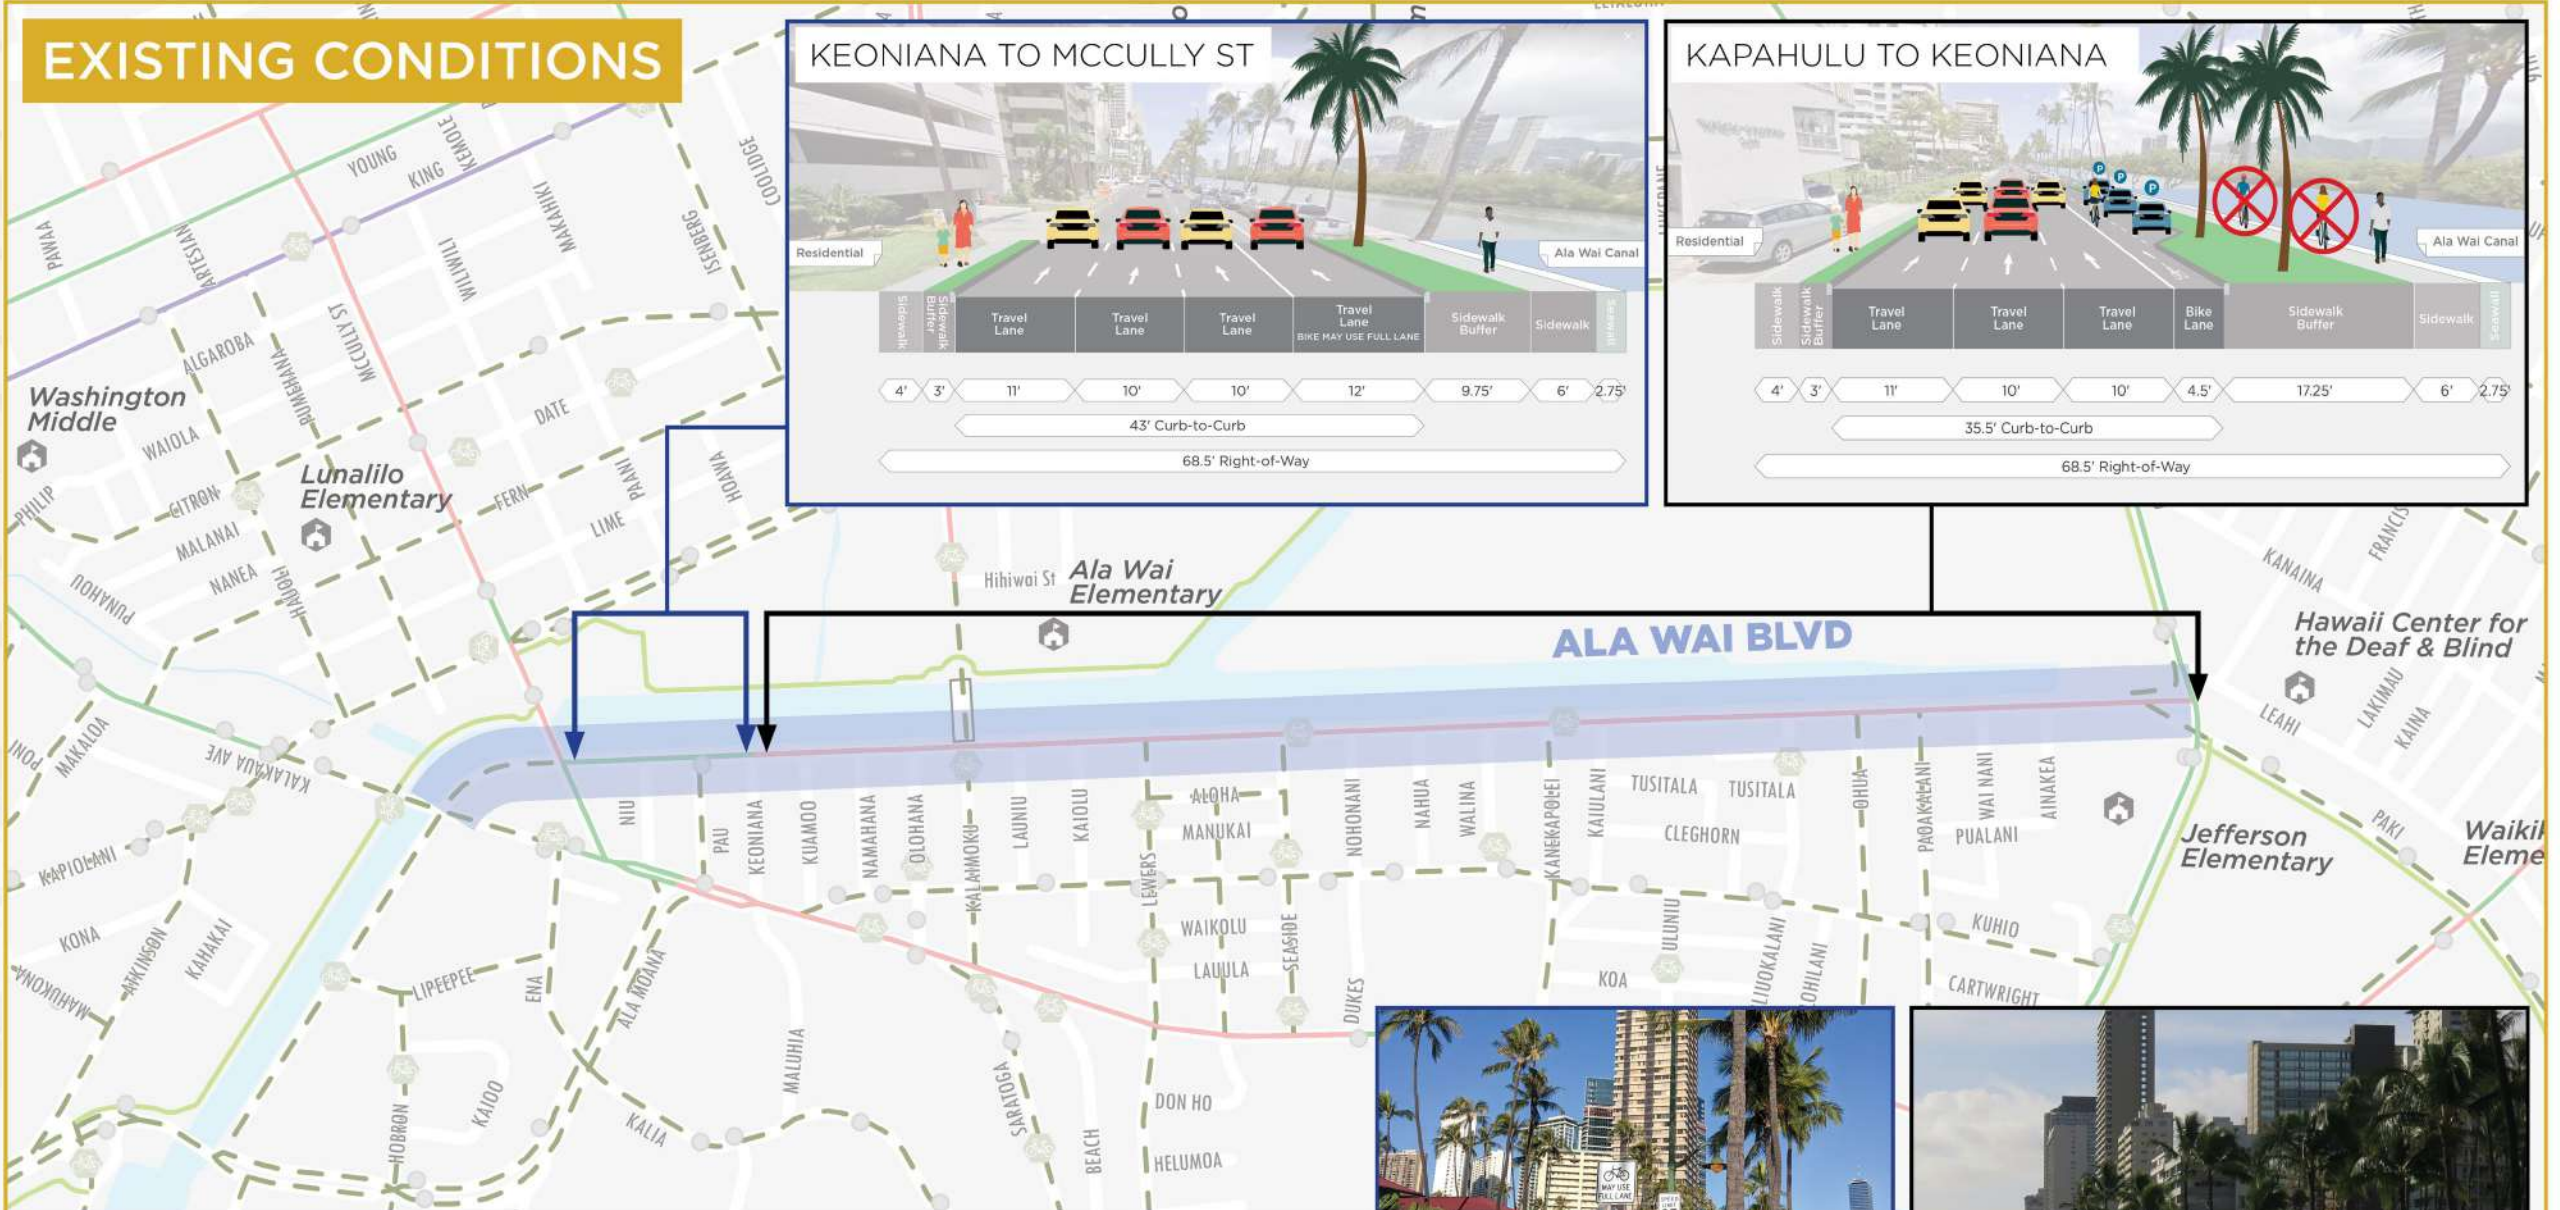 EXISTING CONDITIONS
KEONIANA TO MCCULLY ST
Residential
Ala Wai Canal
Sidewalk
Sidewalk
Buffer
Travel
Lane
Travel
Lane
Travel
Lane
Travel
Lane
BIKE MAY USE FULL LANE
Sidewalk
Buffer
Sidewalk
Seawall
4'
3'
11'
10'
10'
12'
9.75'
6'
2.75'
43' Curb-to-Curb
68.5' Right-of-Way
KAPAHULU TO KEONIANA
P
P
P
Residential
Ala Wai Canal
Sidewalk
Sidewalk
Buffer
Travel
Lane
Travel
Lane
Travel
Lane
Bike
Lane
Sidewalk
Buffer
Sidewalk
Seawall
4'
3'
11'
10'
10'
4.5'
17.25'
6'
2.75'
35.5' Curb-to-Curb
68.5' Right-of-Way
YOUNG
KING
KEMOLE
COOLIDGE
PAWAA
ARTESIAN
MAKAHIKI
ISENBERG
WILIWILI
MCCULLY ST
ALGAROBA
PUMEHANA
Washington
Middle
WAIOLA
DATE
Lunalilo
Elementary
PAANI
HOAWA
PHILIP
CITRON
FERN
LIME
MALANAI
NANEA
PUNAHOU
HAUOLI
Hihiwai St
Ala Wai
Elementary
FRANCIS
KANAINA
Hawaii Center for
the Deaf & Blind
ALA WAI BLVD
LEAHI
LAKIMAU
KAINA
PONI
MAKALOA
KALAKAUA AVE
NIU
PAU
KEONIANA
KUAMOO
NAMAHANA
OLOHANA
KALAIMOKU
LAUNIU
KAIOLU
LEWERS
ALOHA
MANUKAI
NOHONANI
NAHUA
WALINA
KANEKAPOLEI
KAIULANI
TUSITALA
TUSITALA
CLEGHORN
OHUA
PAOAKALANI
WAI NANI
PUALANI
AINAKEA
Jefferson
Elementary
PAKI
KAPIOLANI
KONA
ATKINSON
KAHAKAI
MAHUKONA
LIPEEPEE
ENA
ALA MOANA
WAIKOLU
LAUULA
SEASIDE
DUKES
ULUNIU
KOA
KUHIO
CARTWRIGHT
HOBRON
KAIOO
KALIA
MALUHIA
SARATOGA
BEACH
DON HO
HELUMOA
MAY USE
FULL LANE